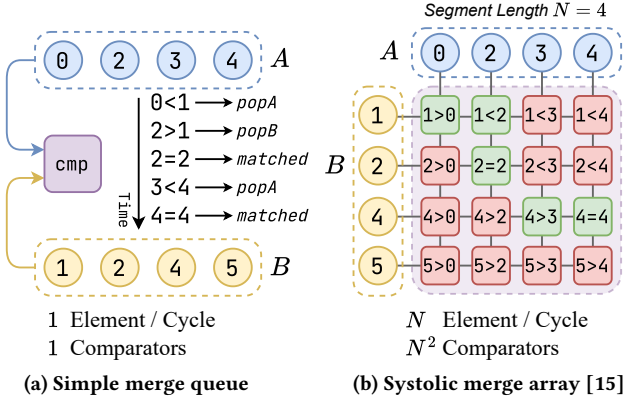 A
0 2 3 4
cmp
Time
0<1 popA
2>1 popB
2=2 matched
3<4 popA
4=4 matched
1 2 4 5
B
1 Element / Cycle
1 Comparators
(a) Simple merge queue
Segment Length N = 4
A
0 2 3 4
B
1 1>0 1<2 1<3 1<4
2 2>0 2=2 2<3 2<4
4 4>0 4>2 4>3 4=4
5 5>0 5>2 5>3 5>4
N Element / Cycle
N² Comparators
(b) Systolic merge array [15]